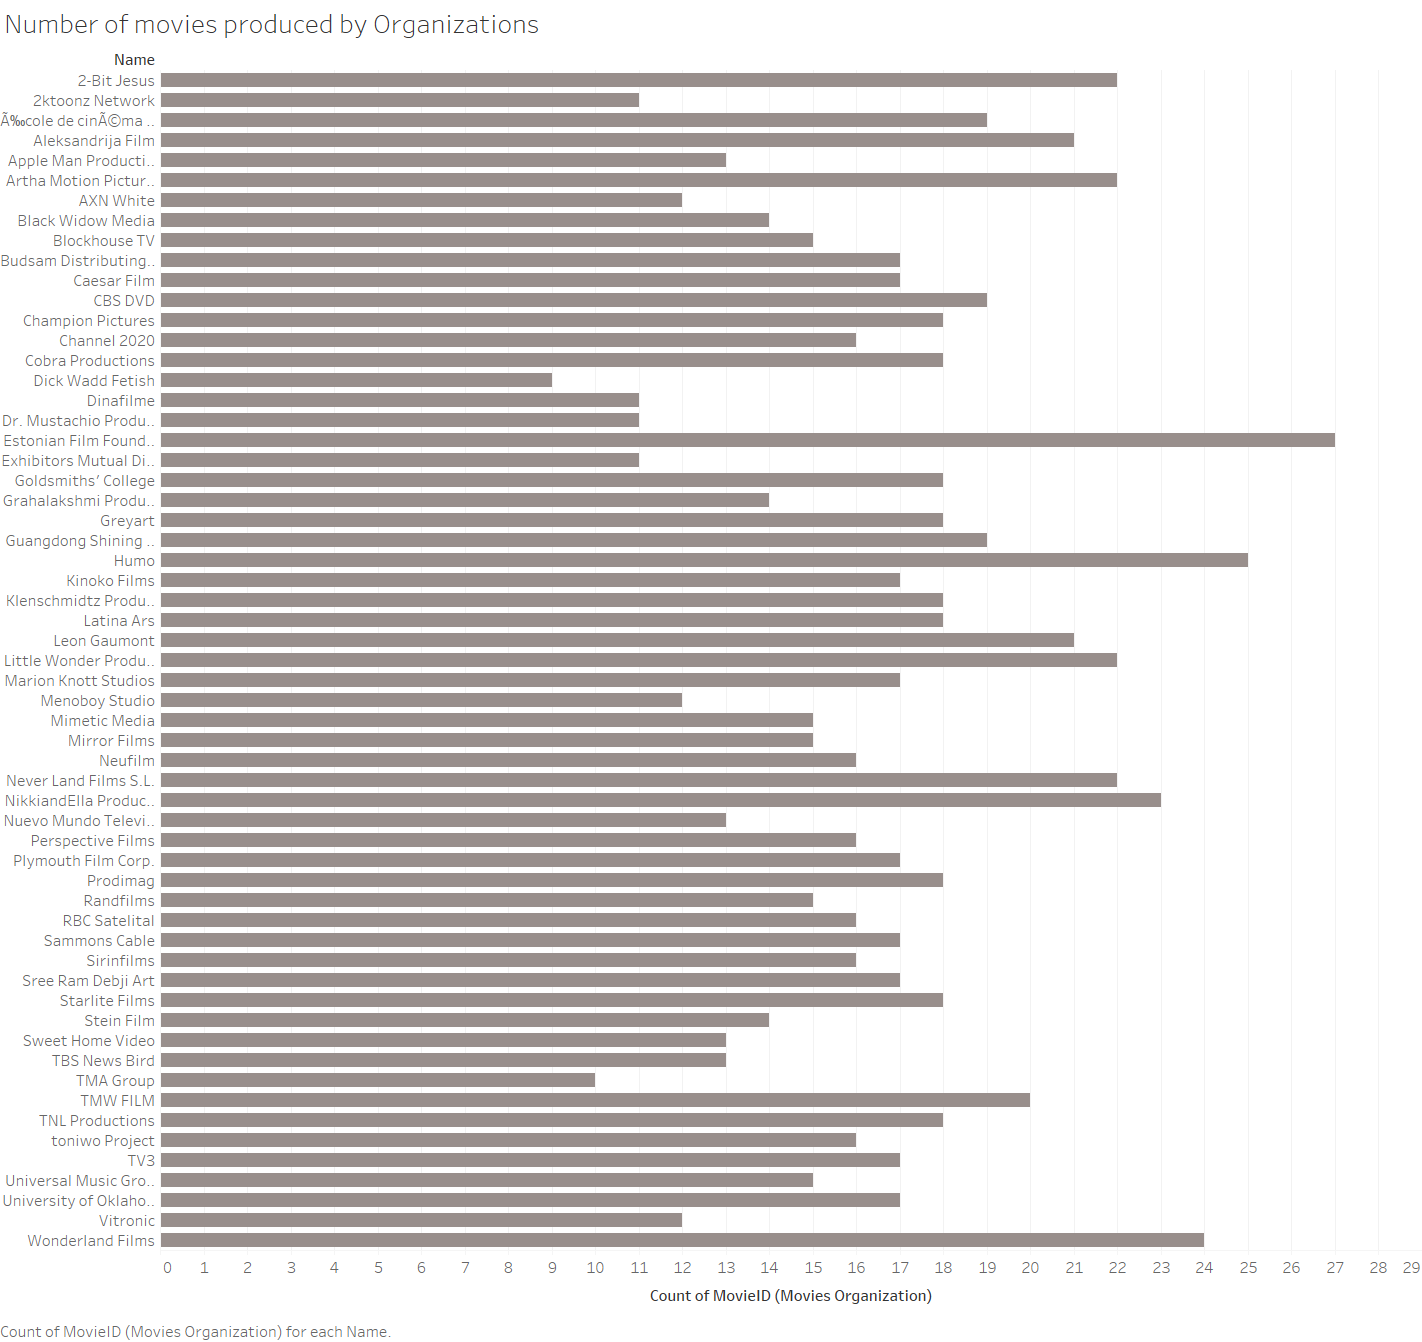 Number of movies produced by Organizations
Name
2-Bit Jesus
2ktoonz Network
Ã‰cole de cinÃ©ma ..
Aleksandrija Film
Apple Man Producti..
Artha Motion Pictur..
AXN White
Black Widow Media
Blockhouse TV
Budsam Distributing..
Caesar Film
CBS DVD
Champion Pictures
Channel 2020
Cobra Productions
Dick Wadd Fetish
Dinafilme
Dr. Mustachio Produ..
Estonian Film Found..
Exhibitors Mutual Di..
Goldsmiths' College
Grahalakshmi Produ..
Greyart
Guangdong Shining ..
Humo
Kinoko Films
Klenschmidtz Produ..
Latina Ars
Leon Gaumont
Little Wonder Produ..
Marion Knott Studios
Menoboy Studio
Mimetic Media
Mirror Films
Neufilm
Never Land Films S.L.
NikkiandElla Produc..
Nuevo Mundo Televi..
Perspective Films
Plymouth Film Corp.
Prodimag
Randfilms
RBC Satelital
Sammons Cable
Sirinfilms
Sree Ram Debji Art
Starlite Films
Stein Film
Sweet Home Video
TBS News Bird
TMA Group
TMW FILM
TNL Productions
toniwo Project
TV3
Universal Music Gro..
University of Oklaho..
Vitronic
Wonderland Films
0 1 2 3 4 5 6 7 8 9 10 11 12 13 14 15 16 17 18 19 20 21 22 23 24 25 26 27 28 29
Count of MovieID (Movies Organization)
Count of MovieID (Movies Organization) for each Name.